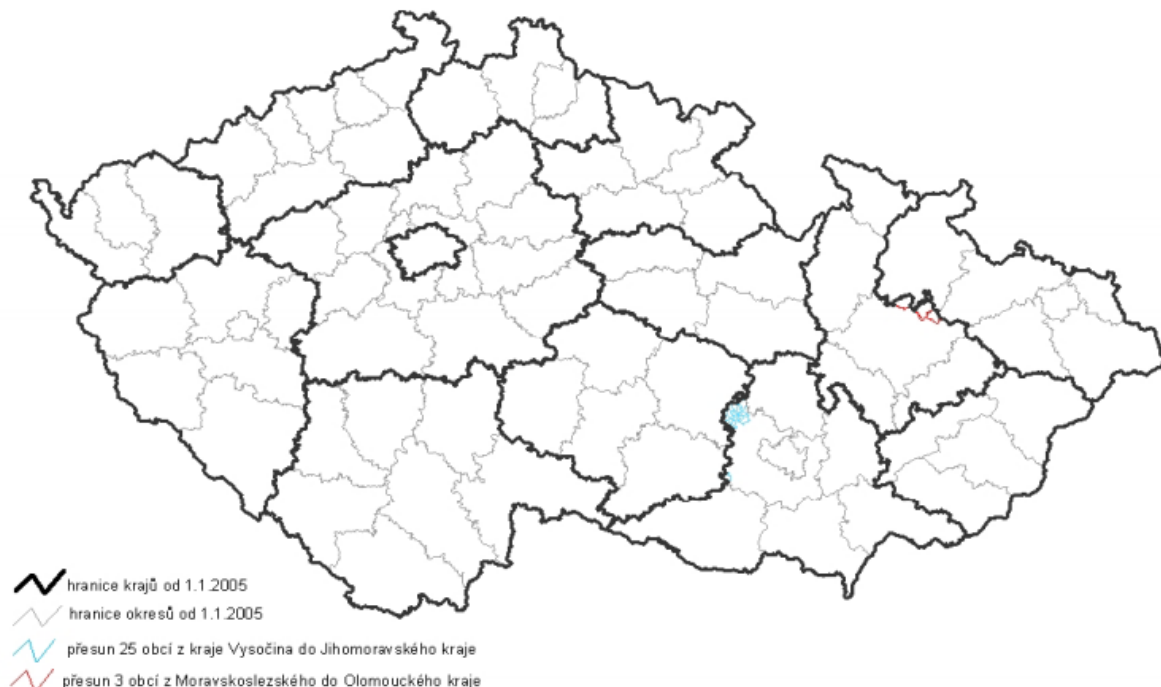 hranice krajů od 1.1.2005
hranice okresů od 1.1.2005
přesun 25 obcí z kraje Vysočina do Jihomoravského kraje
přesun 3 obcí z Moravskoslezského do Olomouckého kraje